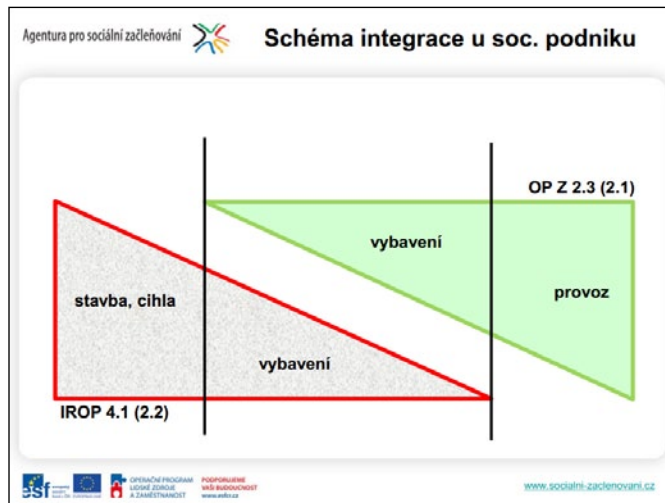 Agentura pro sociální začleňování
Schéma integrace u soc. podniku
OP Z 2.3 (2.1)
vybavení
stavba, cihla
provoz
vybavení
IROP 4.1 (2.2)
esf
OPERAČNÍ PROGRAM
LIDSKÉ ZDROJE
A ZAMĚSTNANOST
PODPORUJEME
VAŠI BUDOUCNOST
www.esfcr.cz
www.socialni-zaclenovani.cz